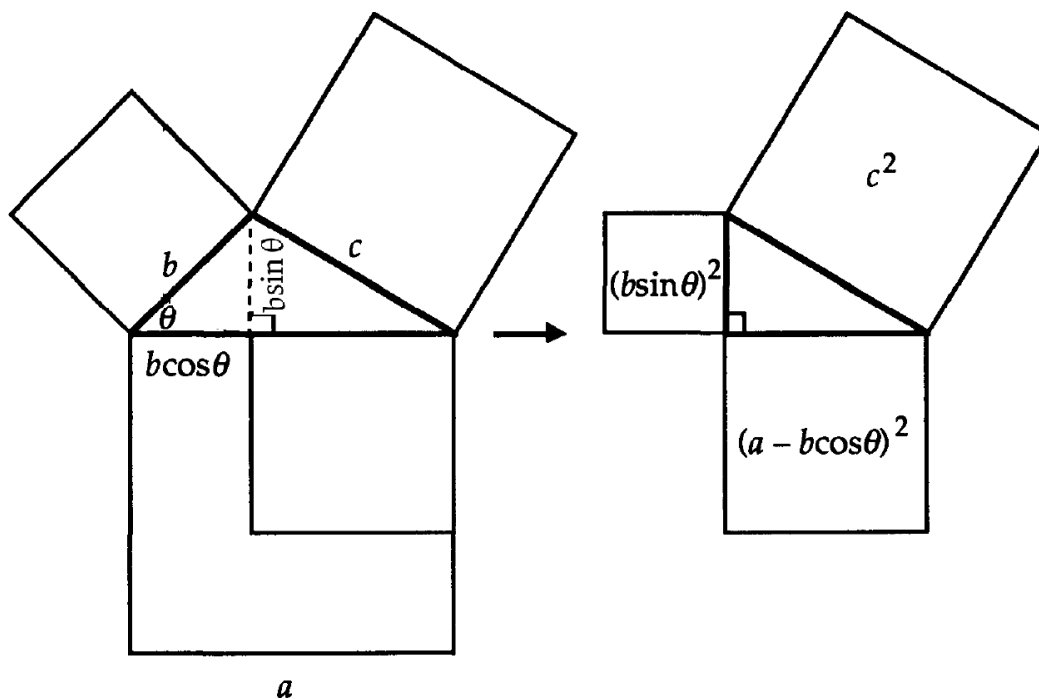 b
θ
b sin θ
c
b cos θ
a
c²
(b sin θ)²
(a – b cos θ)²